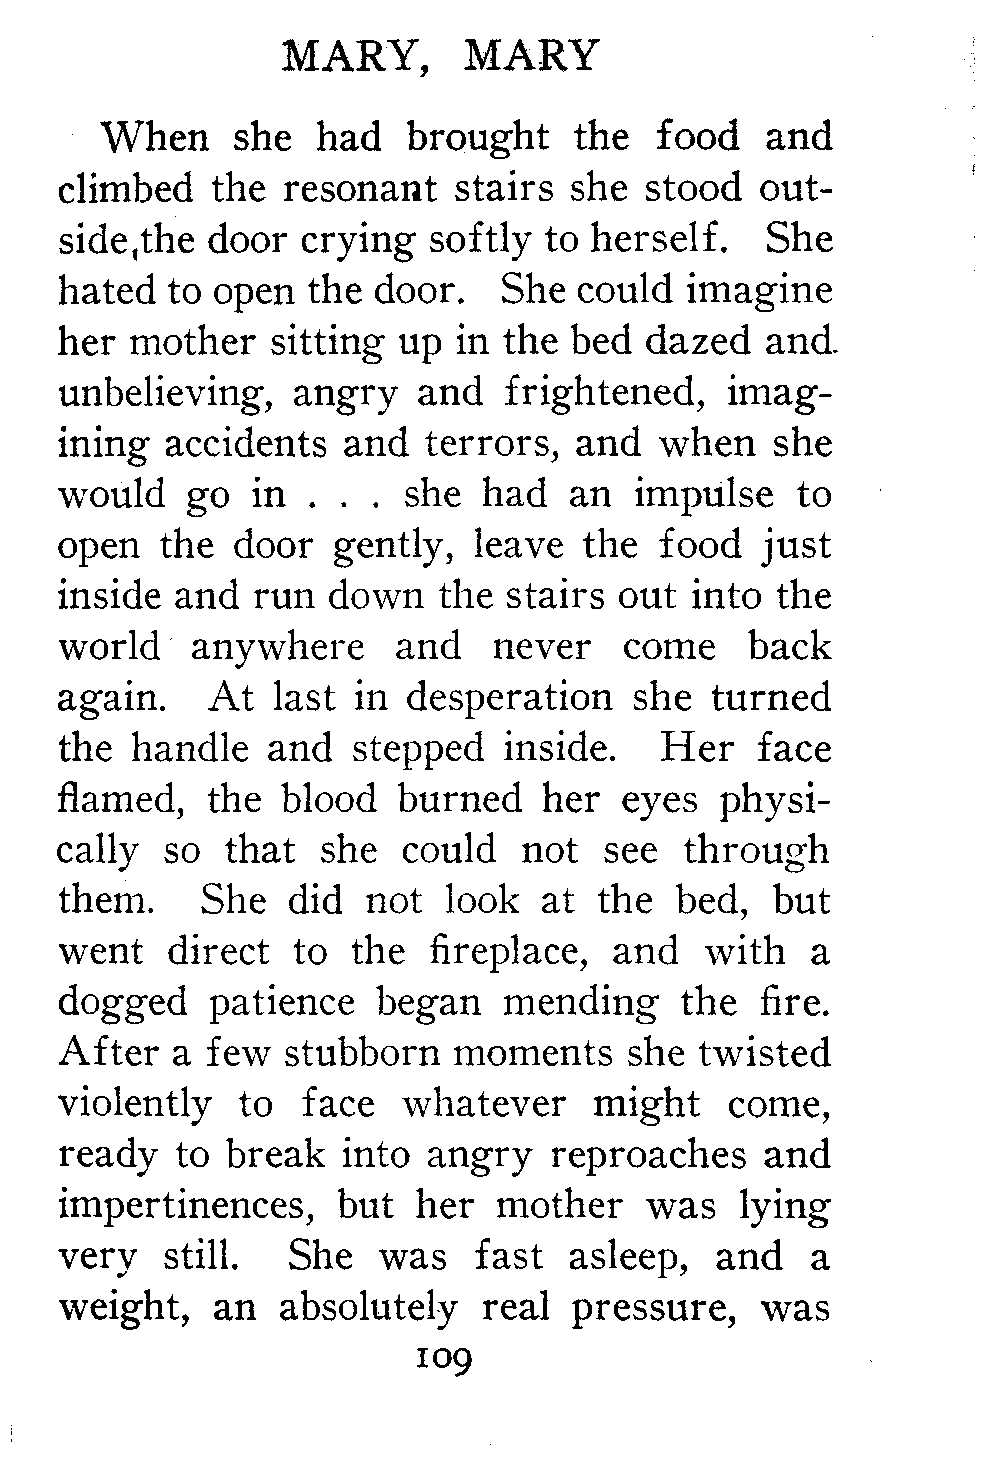 MARY, MARY
When she had brought the food and
climbed the resonant stairs she stood out-
side,the door crying softly to herself. She
hated to open the door. She could imagine
her mother sitting up in the bed dazed and.
unbelieving, angry and frightened, imag-
ining accidents and terrors, and when she
would go in . . . she had an impulse to
open the door gently, leave the food just
inside and run down the stairs out into the
world anywhere and never come back
again. At last in desperation she turned
the handle and stepped inside. Her face
flamed, the blood burned her eyes physi-
cally so that she could not see through
them. She did not look at the bed, but
went direct to the fireplace, and with a
dogged patience began mending the fire.
After a few stubborn moments she twisted
violently to face whatever might come,
ready to break into angry reproaches and
impertinences, but her mother was lying
very still. She was fast asleep, and a
weight, an absolutely real pressure, was
109